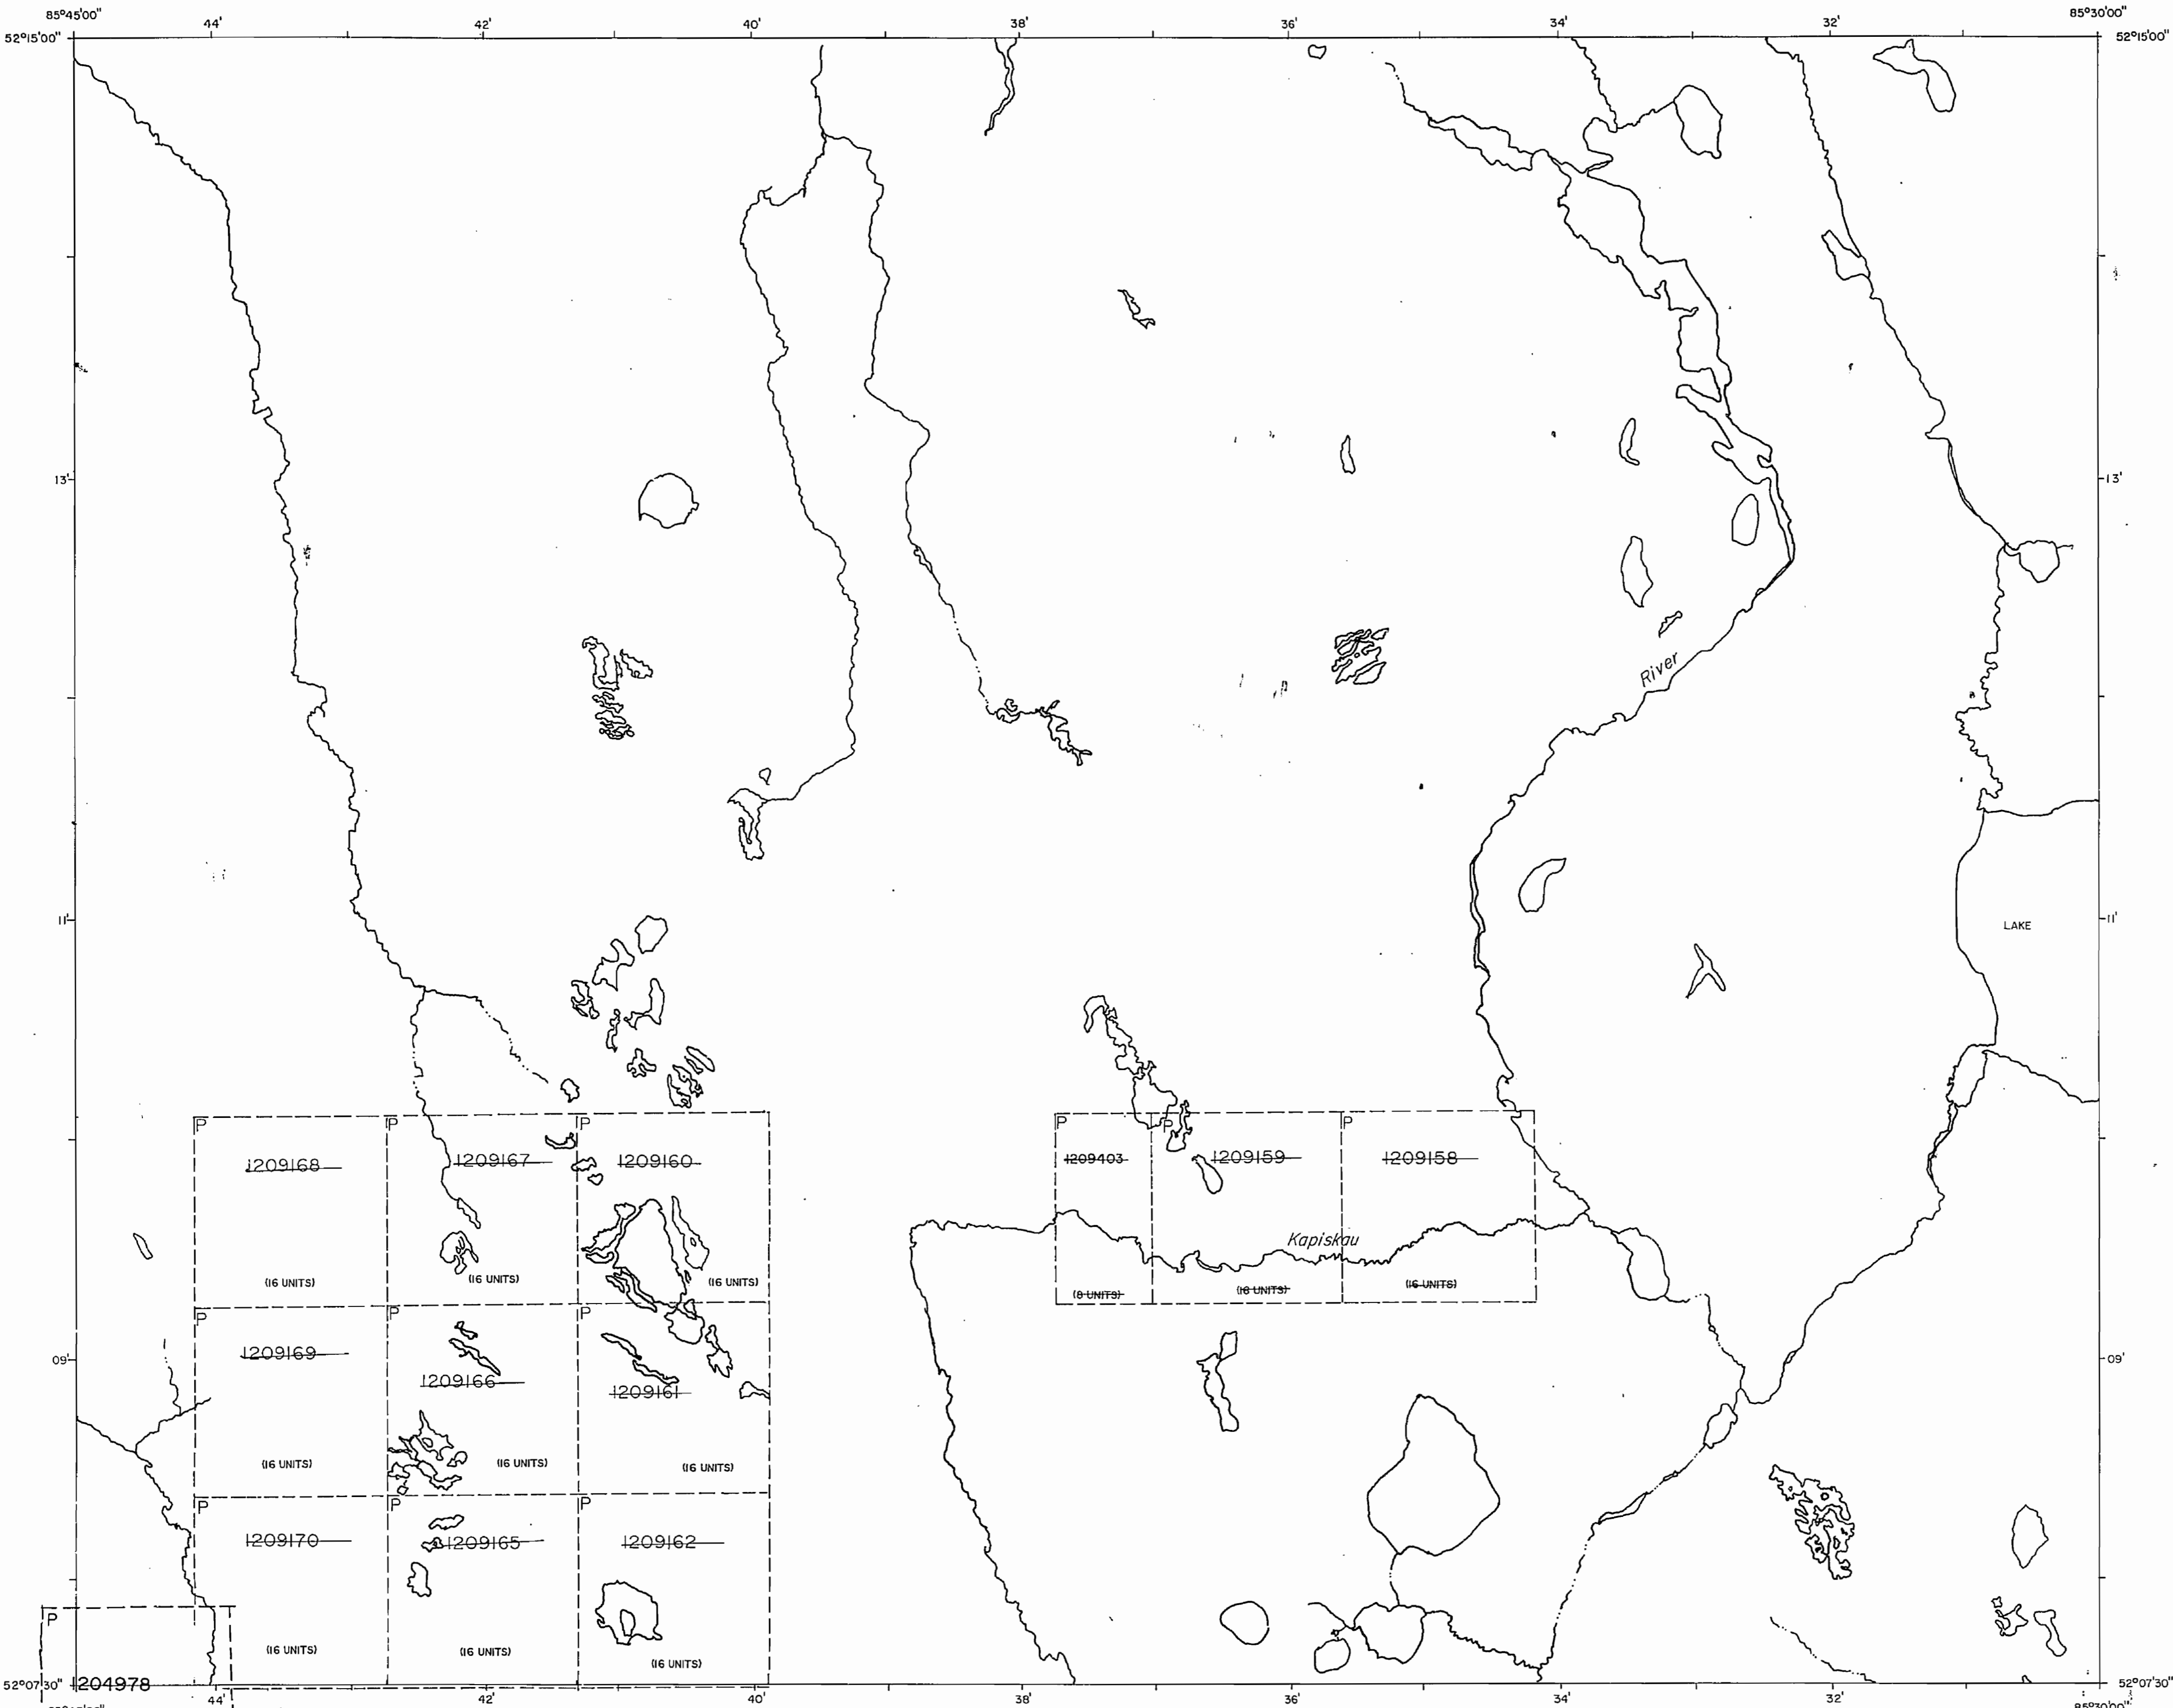 85°45'00" 44' 42' 40' 38' 36' 34' 32' 85°30'00"
52°15'00" 52°15'00"
13' 13'
River
11' 11'
LAKE
P P P P P P
1209168 1209167 1209160 1209403 1209159 1209158
Kapiskau
(16 UNITS) (16 UNITS) (16 UNITS) (8 UNITS) (16 UNITS) (16 UNITS)
P P P
09' 09'
1209169 1209166 1209161
(16 UNITS) (16 UNITS) (16 UNITS)
P P P
1209170 1209165 1209162
P
(16 UNITS) (16 UNITS) (16 UNITS)
52°07'30" 1204978 52°07'30"
44' 42' 40' 38' 36' 34' 32' 85°30'00"